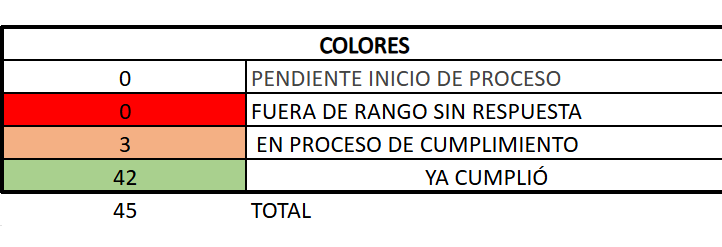 COLORES
0 PENDIENTE INICIO DE PROCESO
0 FUERA DE RANGO SIN RESPUESTA
3 EN PROCESO DE CUMPLIMIENTO
42 YA CUMPLIÓ
45 TOTAL